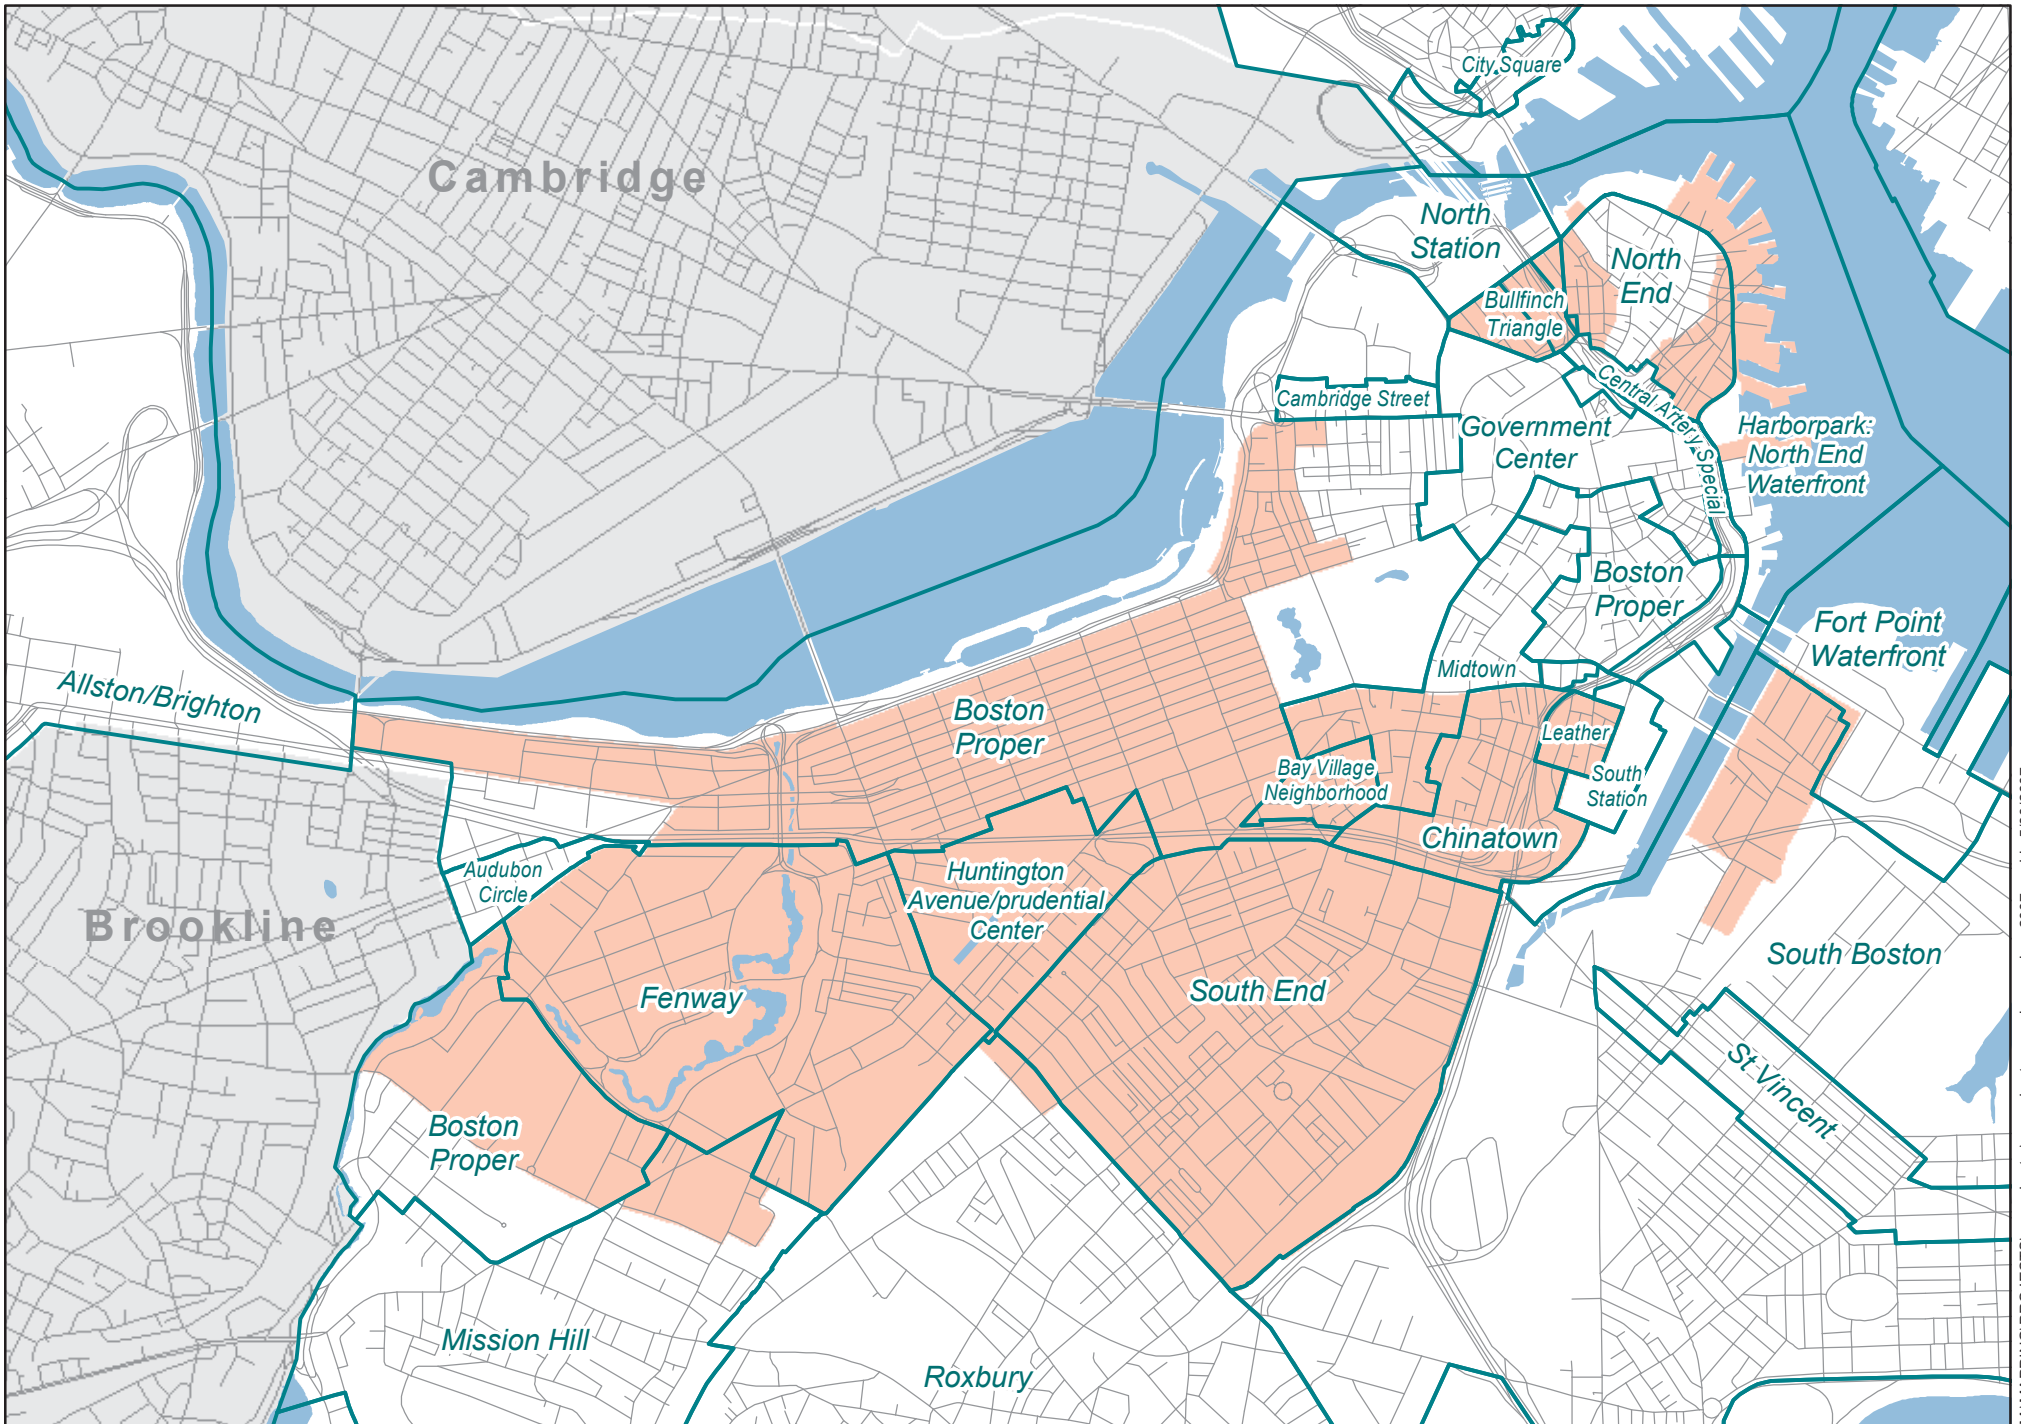 City Square
Cambridge
North
Station
North
End
Bullfinch
Triangle
Central Artery Special
Cambridge Street
Government
Center
Harborpark:
North End
Waterfront
Boston
Proper
Fort Point
Waterfront
Midtown
Allston/Brighton
Boston
Proper
Leather
Bay Village
Neighborhood
South
Station
Chinatown
Audubon
Circle
Huntington
Avenue/prudential
Center
Brookline
South Boston
Fenway
South End
St Vincent
Boston
Proper
Mission Hill
Roxbury